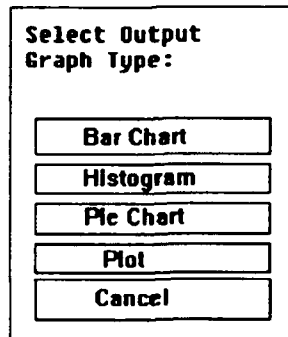 Select Output
Graph Type:
Bar Chart
Histogram
Pie Chart
Plot
Cancel